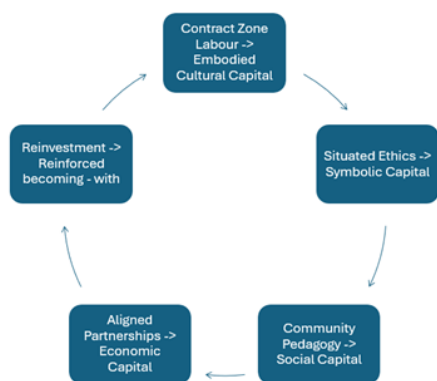 Contract Zone
Labour ->
Embodied
Cultural Capital
Situated Ethics ->
Symbolic Capital
Community
Pedagogy ->
Social Capital
Aligned
Partnerships ->
Economic
Capital
Reinvestment ->
Reinforced
becoming - with